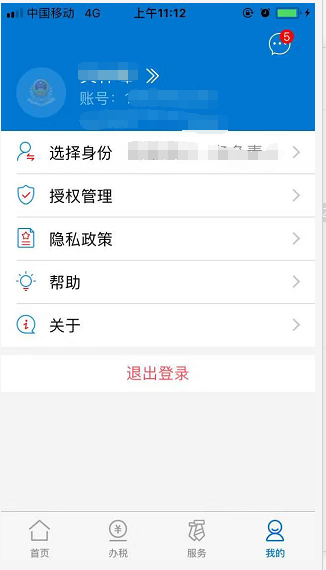 中国移动 4G 上午11:12
5
账号：
选择身份
授权管理
隐私政策
帮助
关于
退出登录
首页 办税 服务 我的